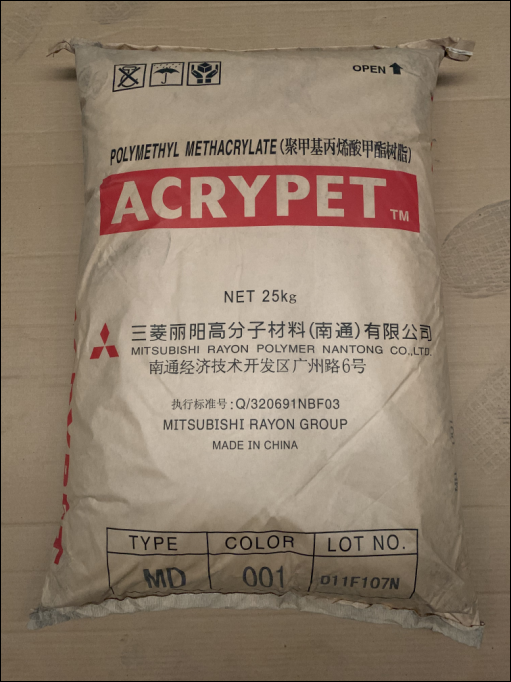 OPEN
POLYMETHYL METHACRYLATE(聚甲基丙烯酸甲酯树脂)
ACRYPET TM
NET 25kg
三菱丽阳高分子材料(南通)有限公司
MITSUBISHI RAYON POLYMER NANTONG CO.,LTD.
南通经济技术开发区广州路6号
执行标准号:Q/320691NBF03
MITSUBISHI RAYON GROUP
MADE IN CHINA
TYPE COLOR LOT NO.
MD 001 D11F107N